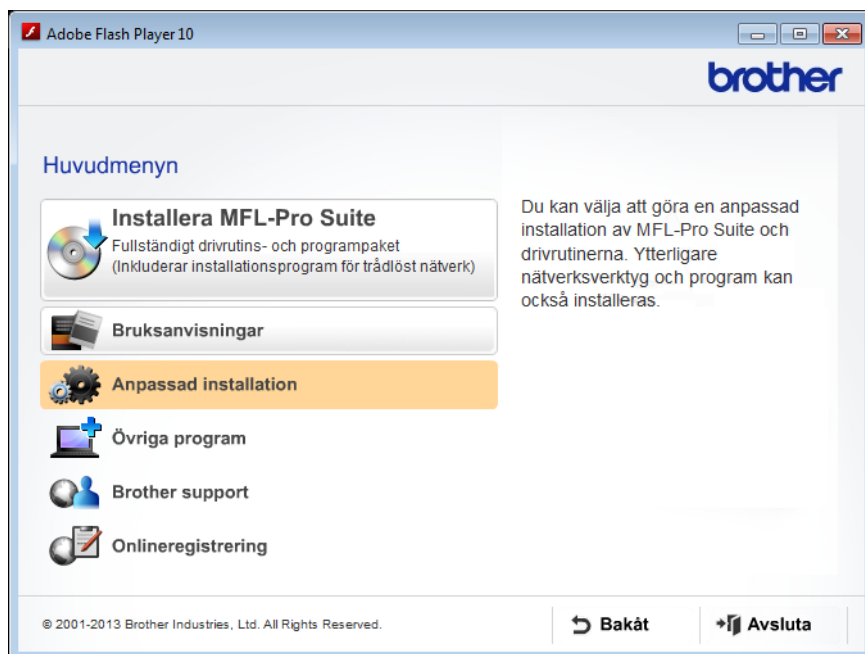 Adobe Flash Player 10
brother
Huvudmenyn
Installera MFL-Pro Suite
Fullständigt drivrutins- och programpaket
(Inkluderar installationsprogram för trådlöst nätverk)
Bruksanvisningar
Anpassad installation
Övriga program
Brother support
Onlineregistrering
Du kan välja att göra en anpassad
installation av MFL-Pro Suite och
drivrutinerna. Ytterligare
nätverksverktyg och program kan
också installeras.
© 2001-2013 Brother Industries, Ltd. All Rights Reserved.
Bakåt
Avsluta